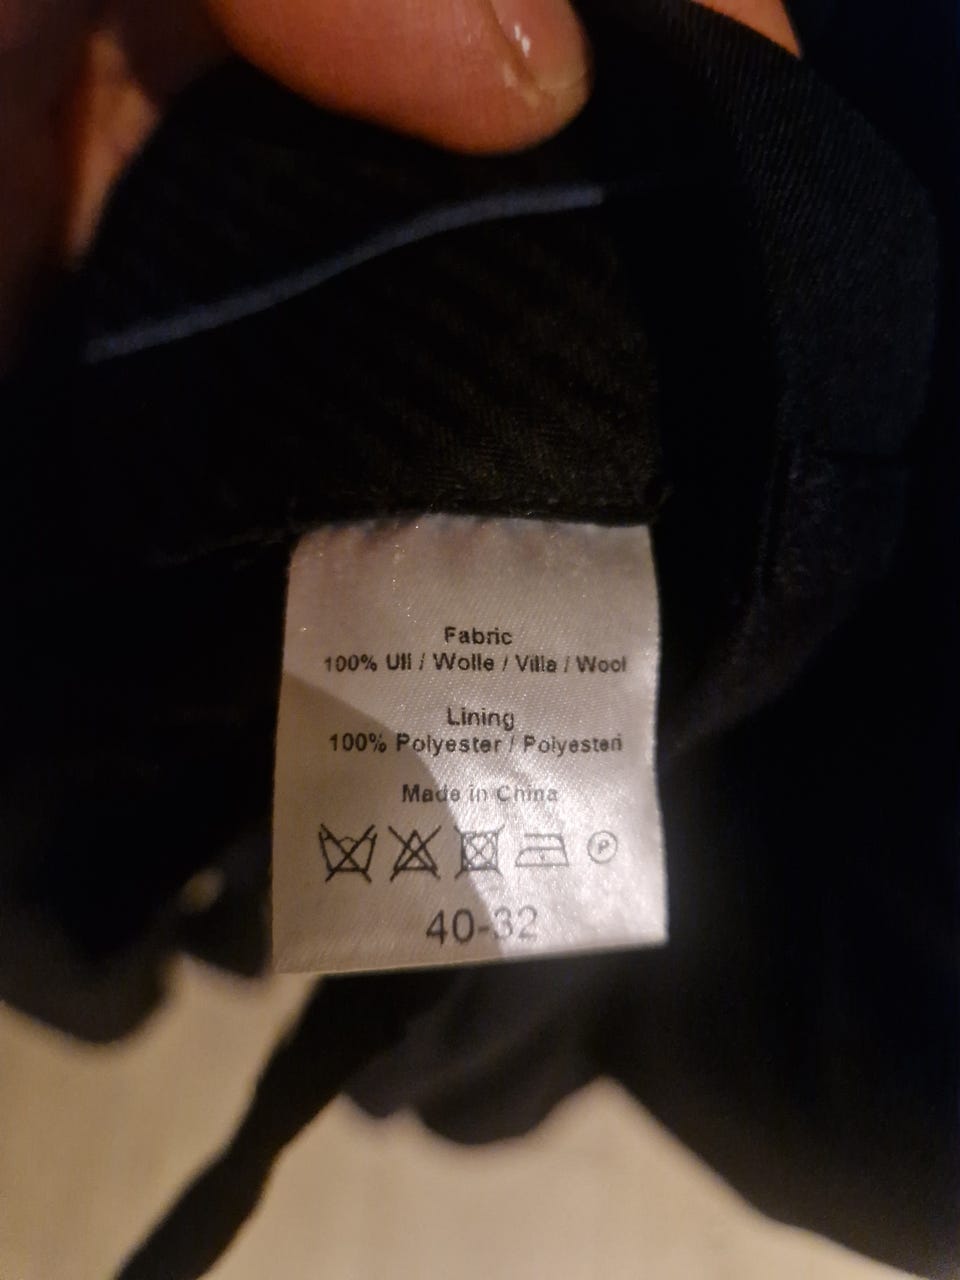 Fabric
100% Ull / Wolle / Villa / Wool
Lining
100% Polyester / Polyesteri
Made in China
P
40-32